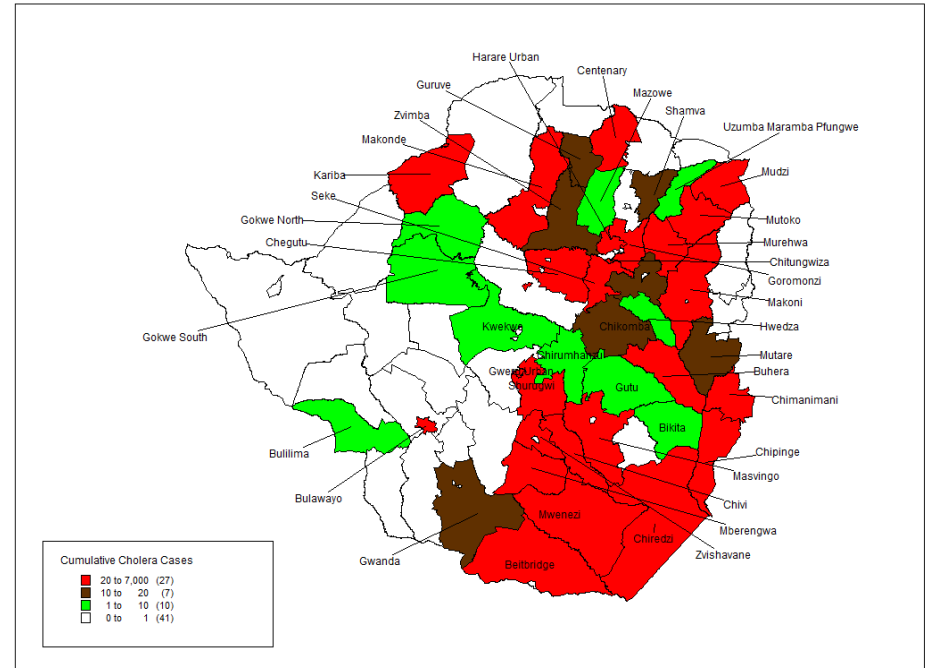 Harare Urban
Centenary
Guruve
Mazowe
Zvimba
Shamva
Uzumba Maramba Pfungwe
Makonde
Mudzi
Kariba
Seke
Mutoko
Gokwe North
Murehwa
Chegutu
Chitungwiza
Goromonzi
Makoni
Gokwe South
Kwekwe
Chikomba
Hwedza
Chirumhanzu
Mutare
Gweru Urban
Buhera
Shurugwi
Gutu
Chimanimani
Bikita
Bulilima
Chipinge
Masvingo
Bulawayo
Chivi
Mwenezi
Mberengwa
Chiredzi
Zvishavane
Gwanda
Beitbridge
Cumulative Cholera Cases
20 to 7,000 (27)
10 to 20 (7)
1 to 10 (10)
0 to 1 (41)